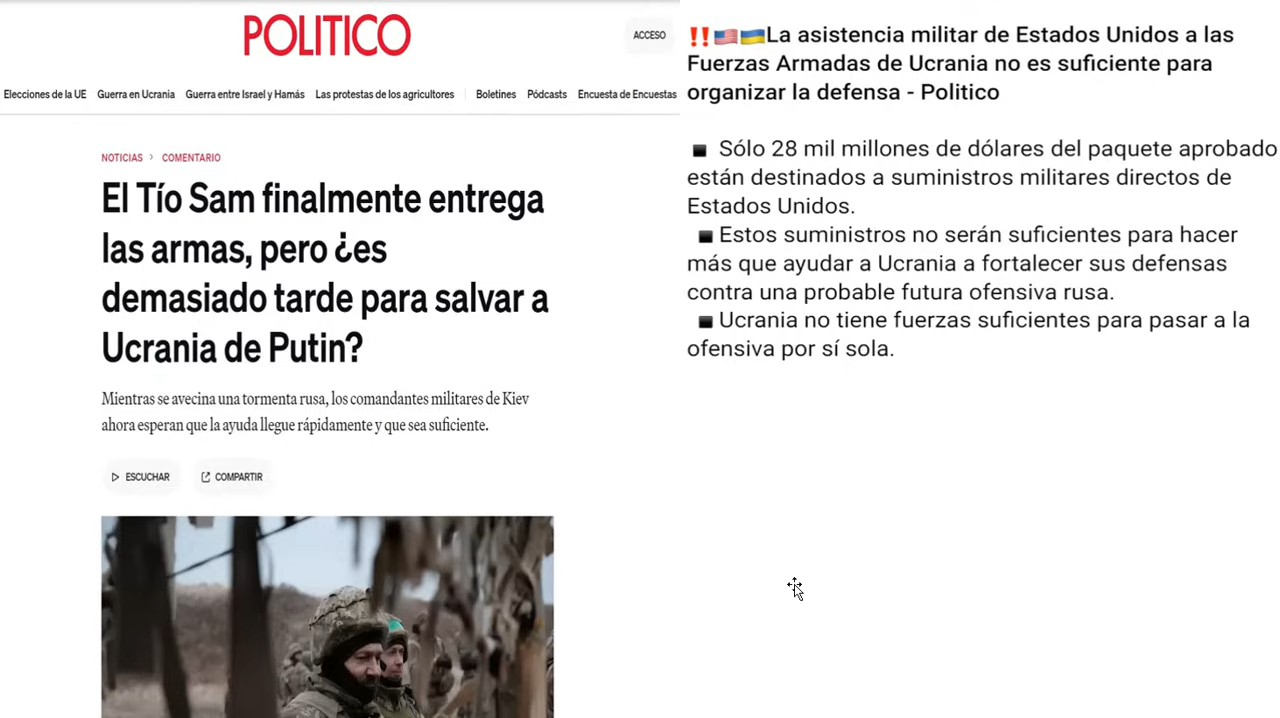 POLITICO
ACCESO
Elecciones de la UE Guerra en Ucrania Guerra entre Israel y Hamás Las protestas de los agricultores Boletines Pódcasts Encuesta de Encuestas
NOTICIAS > COMENTARIO
El Tío Sam finalmente entrega
las armas, pero ¿es
demasiado tarde para salvar a
Ucrania de Putin?
Mientras se avecina una tormenta rusa, los comandantes militares de Kiev
ahora esperan que la ayuda llegue rápidamente y que sea suficiente.
ESCUCHAR COMPARTIR
‼️🇺🇸🇺🇦La asistencia militar de Estados Unidos a las
Fuerzas Armadas de Ucrania no es suficiente para
organizar la defensa - Politico
▪️ Sólo 28 mil millones de dólares del paquete aprobado
están destinados a suministros militares directos de
Estados Unidos.
▪️Estos suministros no serán suficientes para hacer
más que ayudar a Ucrania a fortalecer sus defensas
contra una probable futura ofensiva rusa.
▪️Ucrania no tiene fuerzas suficientes para pasar a la
ofensiva por sí sola.